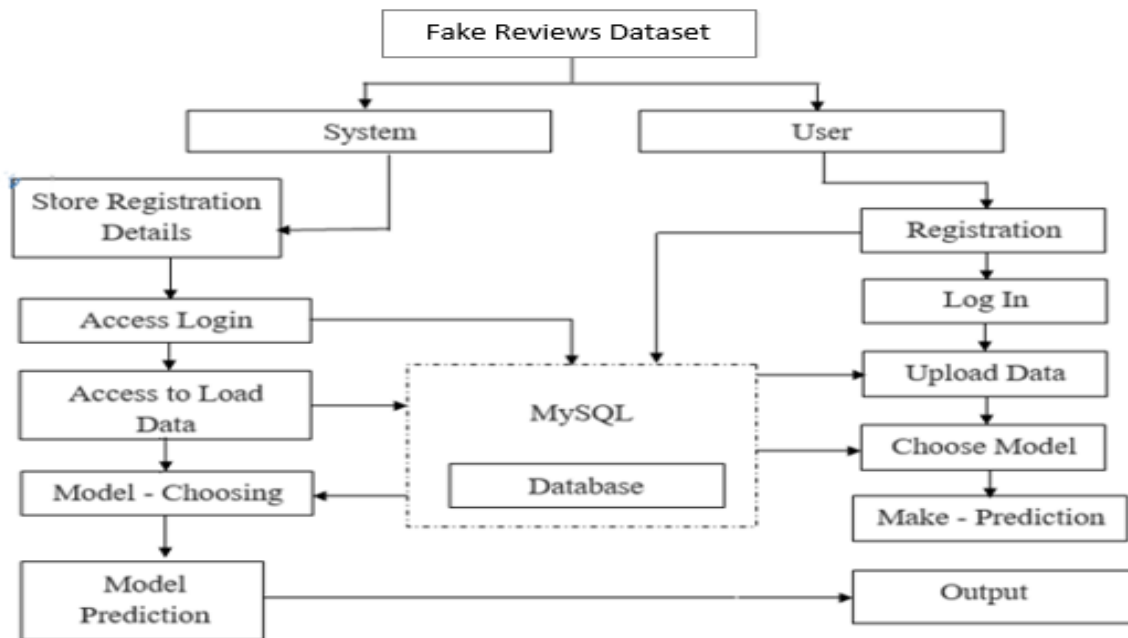 Fake Reviews Dataset
System
User
Store Registration
Details
Registration
Access Login
Log In
Access to Load
Data
MySQL
Upload Data
Choose Model
Model - Choosing
Database
Make - Prediction
Model
Prediction
Output